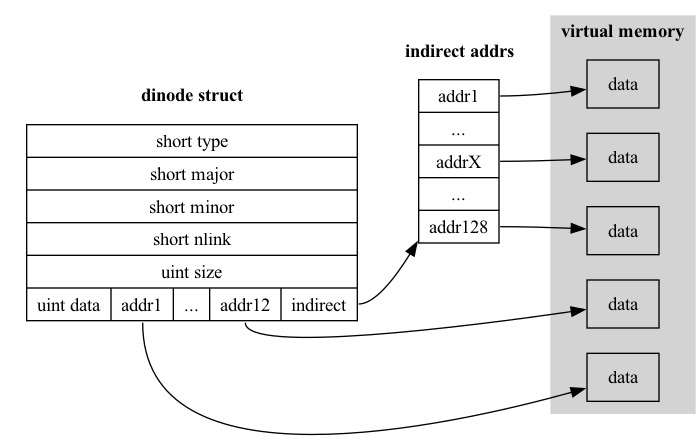 dinode struct
short type
short major
short minor
short nlink
uint size
uint data addr1 ... addr12 indirect
indirect addrs
addr1
...
addrX
...
addr128
virtual memory
data
data
data
data
data